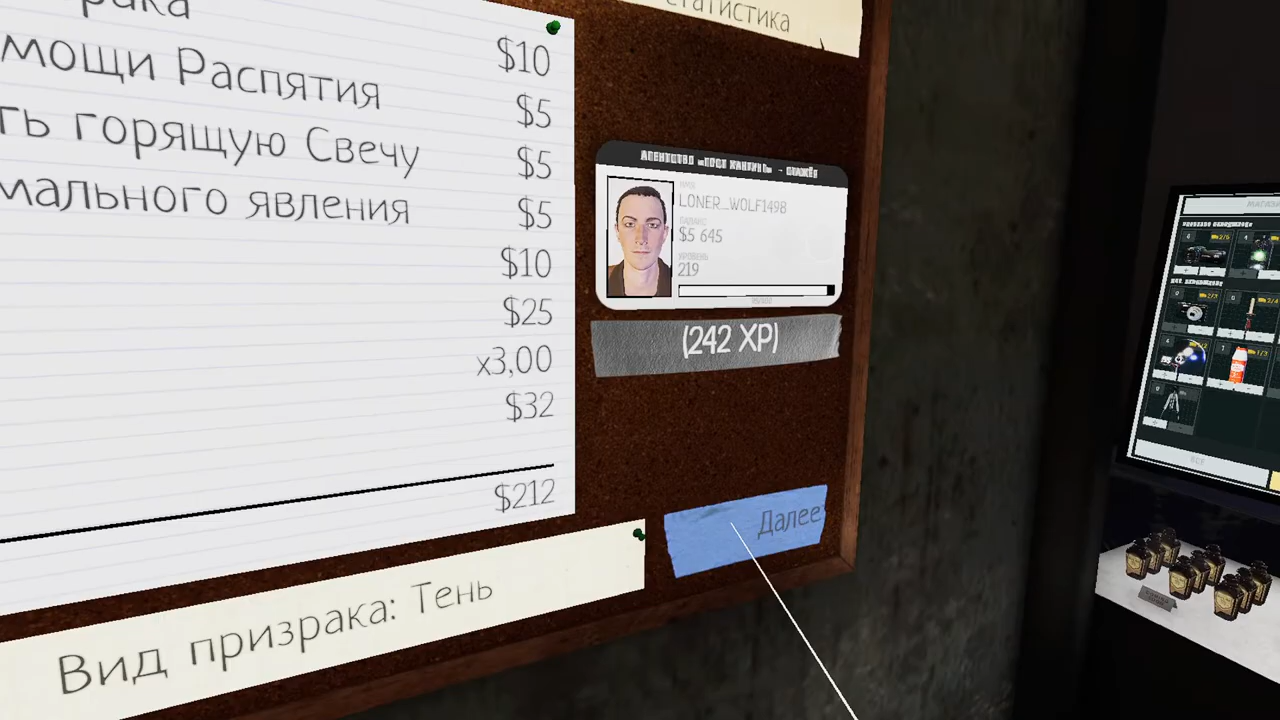 статистика
мощи Распятия
ть горящую Свечу
мального явления
$10
$5
$5
$5
$10
$25
x3,00
$32
$212
LONER_WOLF1498
$5 645
УРОВЕНЬ
219
(242 XP)
Далее
Вид призрака: Тень